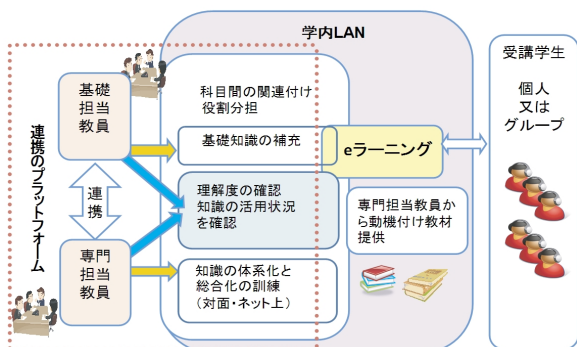 学内LAN
受講学生
個人
又は
グループ
連携のプラットフォーム
基礎
担当
教員
連携
専門
担当
教員
科目間の関連付け
役割分担
基礎知識の補充
eラーニング
理解度の確認
知識の活用状況
を確認
専門担当教員か
ら動機付け教材
提供
知識の体系化と
総合化の訓練
（対面・ネット上）